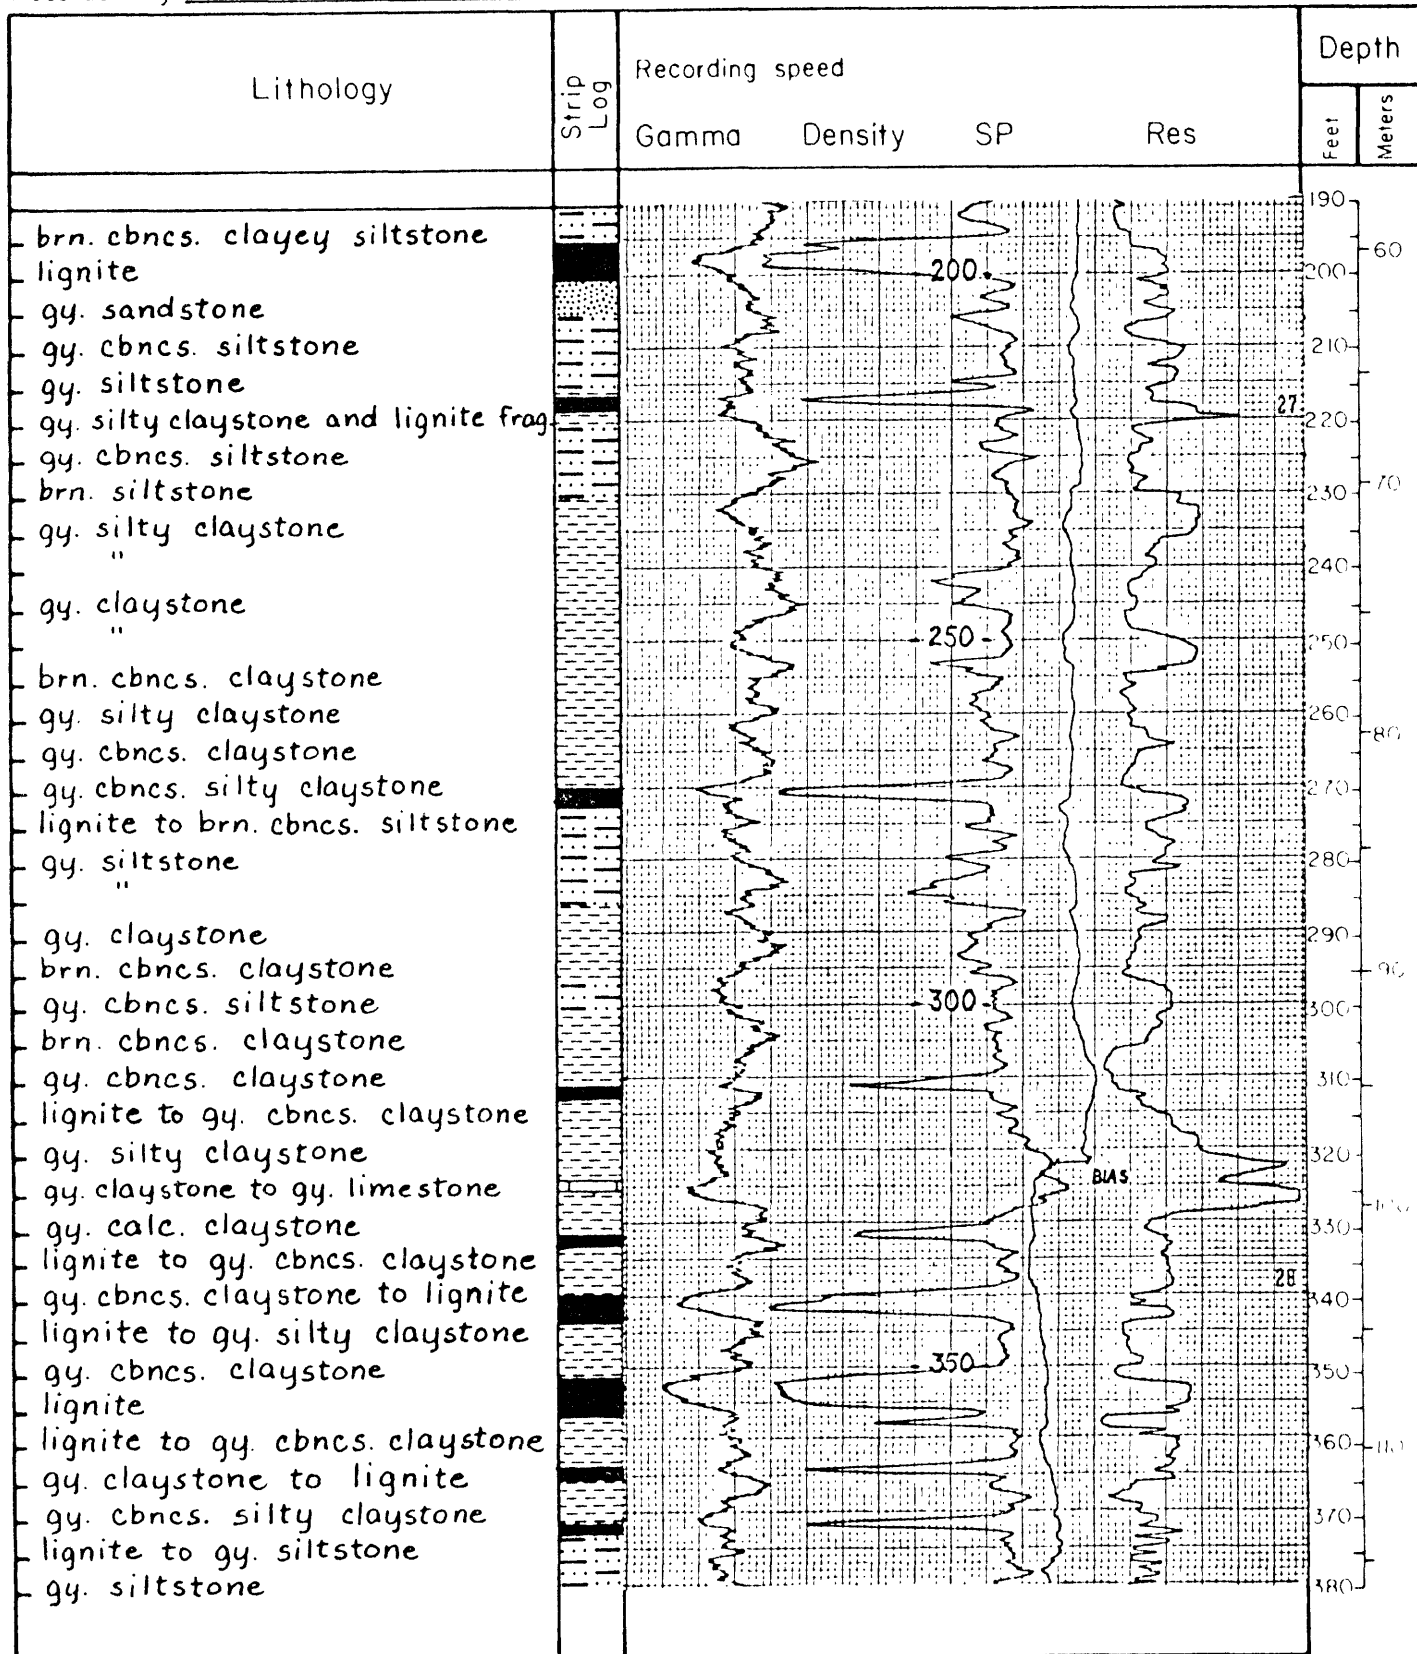 Lithology
Strip Log
Recording speed
Gamma Density SP Res
Depth
Feet
Meters
brn. cbncs. clayey siltstone
lignite
gy. sandstone
gy. cbncs. siltstone
gy. siltstone
gy. silty claystone and lignite frag.
gy. cbncs. siltstone
brn. siltstone
gy. silty claystone
"
gy. claystone
"
brn. cbncs. claystone
gy. silty claystone
gy. cbncs. claystone
gy. cbncs. silty claystone
lignite to brn. cbncs. siltstone
gy. siltstone
"
gy. claystone
brn. cbncs. claystone
gy. cbncs. siltstone
brn. cbncs. claystone
gy. cbncs. claystone
lignite to gy. cbncs. claystone
gy. silty claystone
gy. claystone to gy. limestone
gy. calc. claystone
lignite to gy. cbncs. claystone
gy. cbncs. claystone to lignite
lignite to gy. silty claystone
gy. cbncs. claystone
lignite
lignite to gy. cbncs. claystone
gy. claystone to lignite
gy. cbncs. silty claystone
lignite to gy. siltstone
gy. siltstone
200
250
300
350
27
BIAS
28
190
200
210
220
230
240
250
260
270
280
290
300
310
320
330
340
350
360
370
380
60
70
80
90
100
110